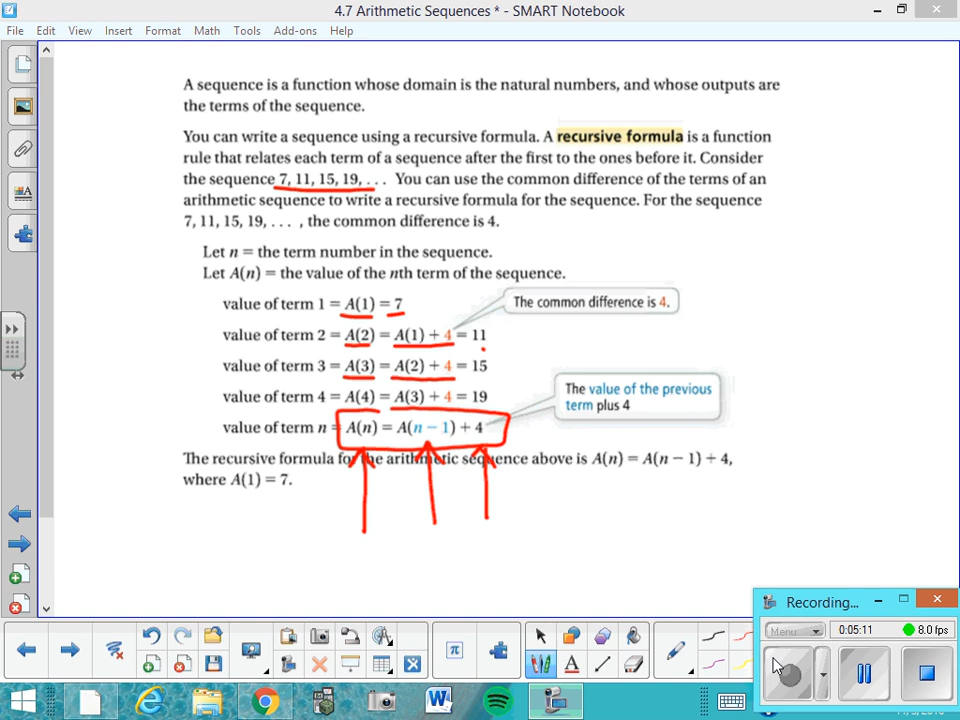 4.7 Arithmetic Sequences * - SMART Notebook
File Edit View Insert Format Math Tools Add-ons Help
A sequence is a function whose domain is the natural numbers, and whose outputs are
the terms of the sequence.
You can write a sequence using a recursive formula. A recursive formula is a function
rule that relates each term of a sequence after the first to the ones before it. Consider
the sequence 7, 11, 15, 19, . . . You can use the common difference of the terms of an
arithmetic sequence to write a recursive formula for the sequence. For the sequence
7, 11, 15, 19, . . . , the common difference is 4.
Let n = the term number in the sequence.
Let A(n) = the value of the nth term of the sequence.
value of term 1 = A(1) = 7
The common difference is 4.
value of term 2 = A(2) = A(1) + 4 = 11
value of term 3 = A(3) = A(2) + 4 = 15
value of term 4 = A(4) = A(3) + 4 = 19
The value of the previous
term plus 4
value of term n = A(n) = A(n − 1) + 4
The recursive formula for the arithmetic sequence above is A(n) = A(n − 1) + 4,
where A(1) = 7.
Recording...
Menu 0:05:11 8.0 fps